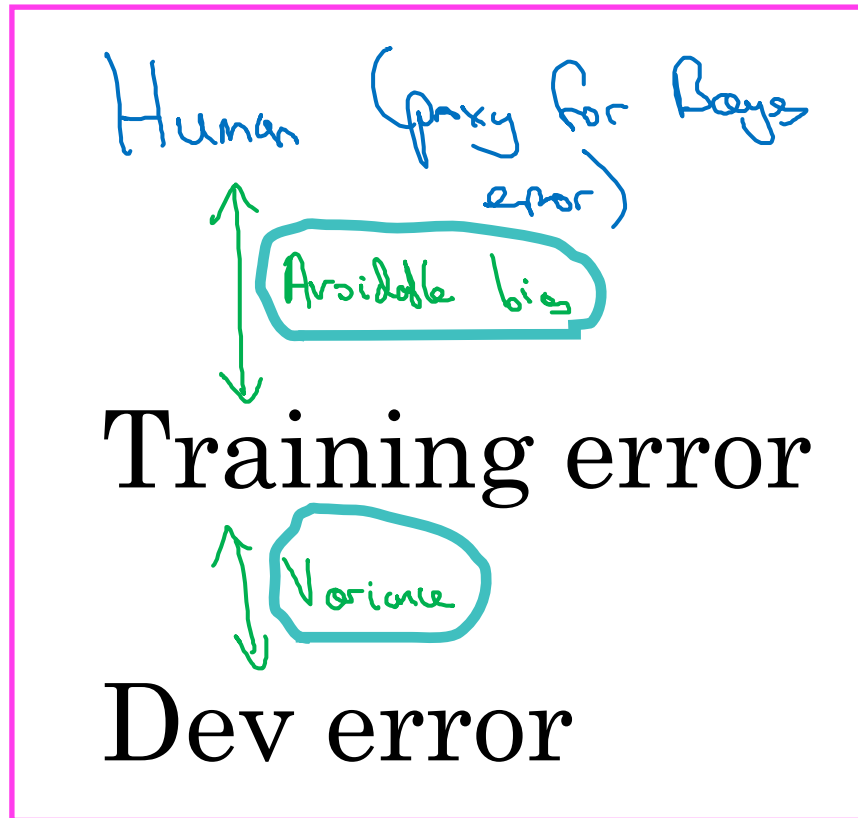 Human (proxy for Bayes
error)
Avoidable bias
Training error
Variance
Dev error